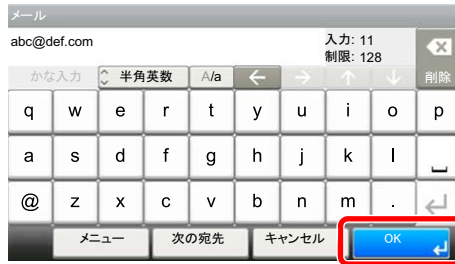 メール
abc@def.com
入力: 11
制限: 128
かな入力 半角英数 A/a ← → ↑ ↓ 削除
q w e r t y u i o p
a s d f g h j k l
@ z x c v b n m .
メニュー 次の宛先 キャンセル OK